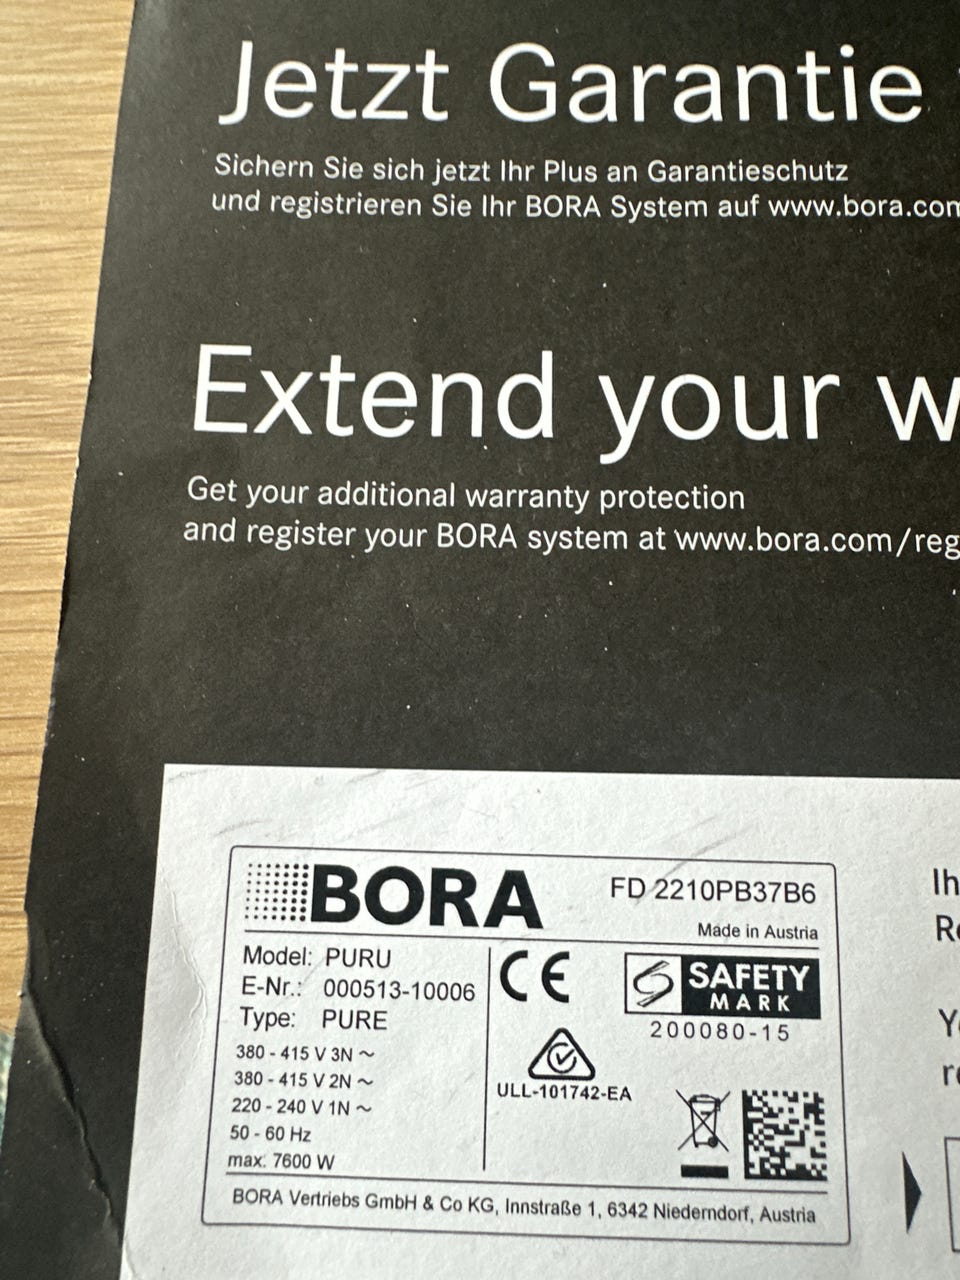 Jetzt Garantie
Sichern Sie sich jetzt Ihr Plus an Garantieschutz
und registrieren Sie Ihr BORA System auf www.bora.com
Extend your
Get your additional warranty protection
and register your BORA system at www.bora.com/reg
BORA
FD 2210PB37B6
Made in Austria
Model: PURU
E-Nr.: 000513-10006
Type: PURE
380 - 415 V 3N ~
380 - 415 V 2N ~
220 - 240 V 1N ~
50 - 60 Hz
max. 7600 W
CE
SAFETY
MARK
200080-15
ULL-101742-EA
BORA Vertriebs GmbH & Co KG, Innstraße 1, 6342 Niederndorf, Austria